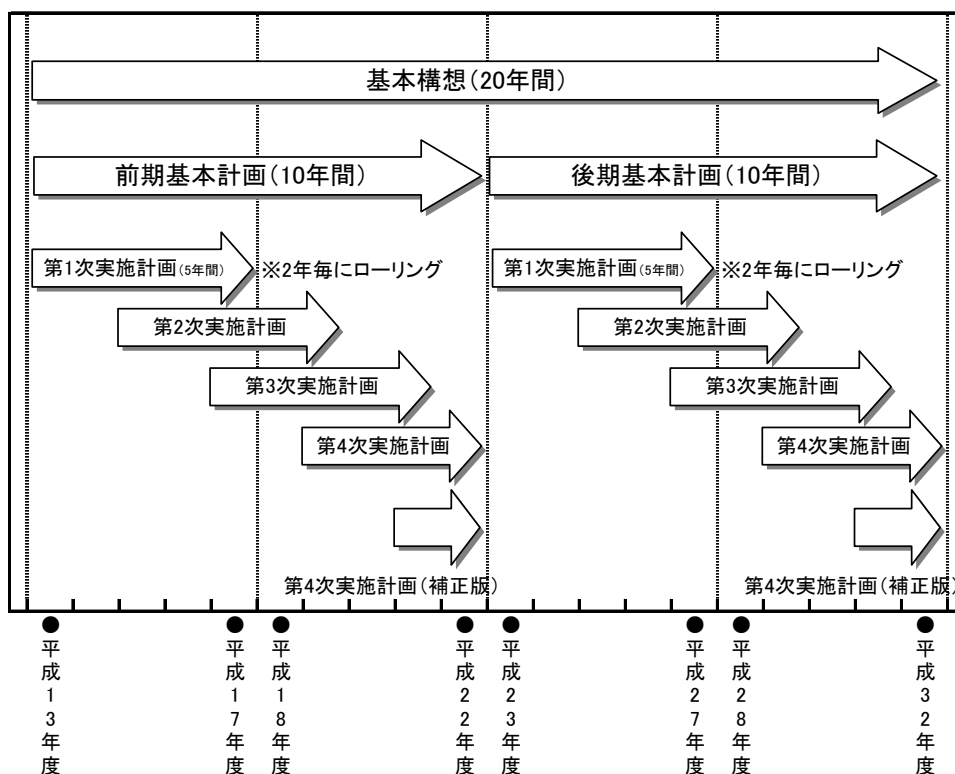 基本構想(20年間)
前期基本計画(10年間)
後期基本計画(10年間)
第1次実施計画(5年間)
※2年毎にローリング
第1次実施計画(5年間)
※2年毎にローリング
第2次実施計画
第2次実施計画
第3次実施計画
第3次実施計画
第4次実施計画
第4次実施計画
第4次実施計画(補正版)
第4次実施計画(補正版)
●平成13年度
●平成17年度
●平成18年度
●平成22年度
●平成23年度
●平成27年度
●平成28年度
●平成32年度